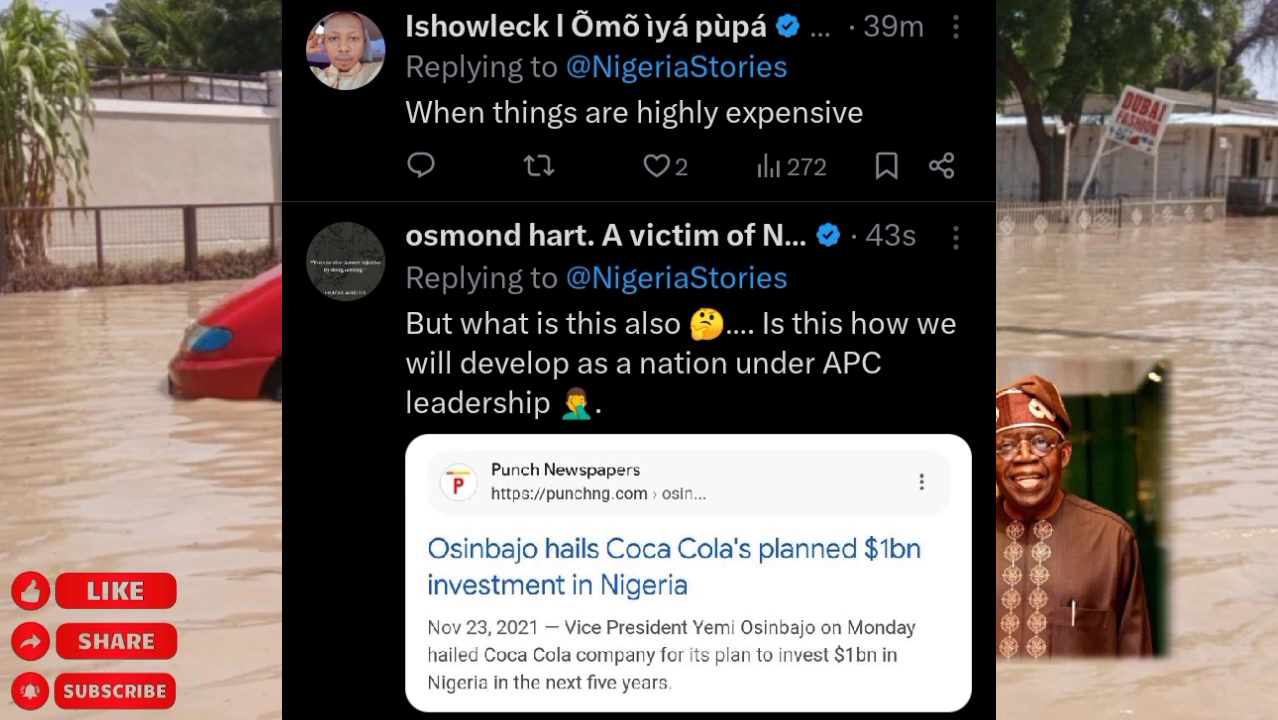 Ishowleck I Õmõ ìyá pùpá ... · 39m
Replying to @NigeriaStories
When things are highly expensive
2 272
osmond hart. A victim of N... · 43s
Replying to @NigeriaStories
But what is this also 🤔.... Is this how we
will develop as a nation under APC
leadership 🤦‍♂️.
P
Punch Newspapers
https://punchng.com › osin...
Osinbajo hails Coca Cola's planned $1bn
investment in Nigeria
Nov 23, 2021 — Vice President Yemi Osinbajo on Monday
hailed Coca Cola company for its plan to invest $1bn in
Nigeria in the next five years.
DUBAI
FASHION
LIKE
SHARE
SUBSCRIBE